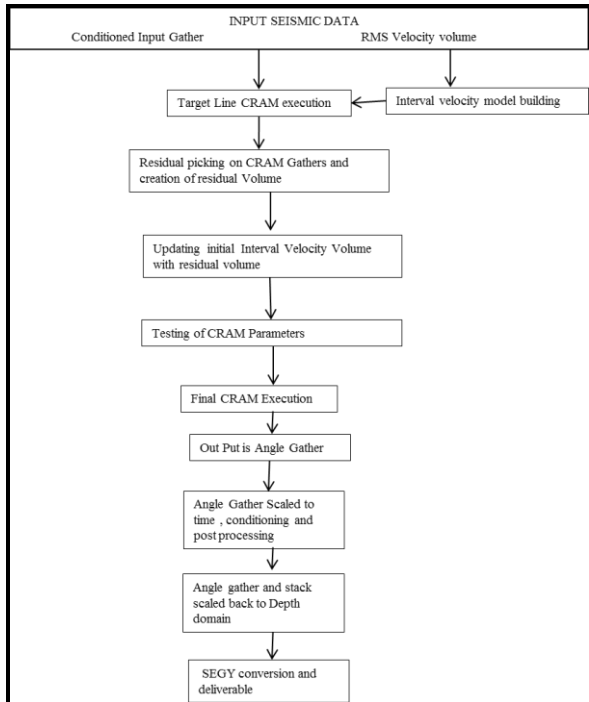 INPUT SEISMIC DATA
Conditioned Input Gather RMS Velocity volume
Target Line CRAM execution
Interval velocity model building
Residual picking on CRAM Gathers and
creation of residual Volume
Updating initial Interval Velocity Volume
with residual volume
Testing of CRAM Parameters
Final CRAM Execution
Out Put is Angle Gather
Angle Gather Scaled to
time , conditioning and
post processing
Angle gather and stack
scaled back to Depth
domain
SEGY conversion and
deliverable